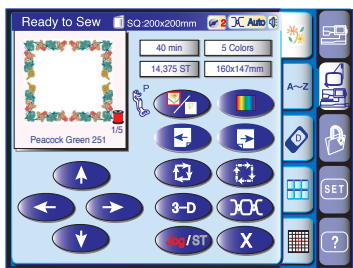 Ready to Sew SQ:200x200mm 2 Auto
40 min 5 Colors
14,375 ST 160x147mm
P
1/5
Peacock Green 251
A~Z
D
3-D
SET
Jog/ST X
?